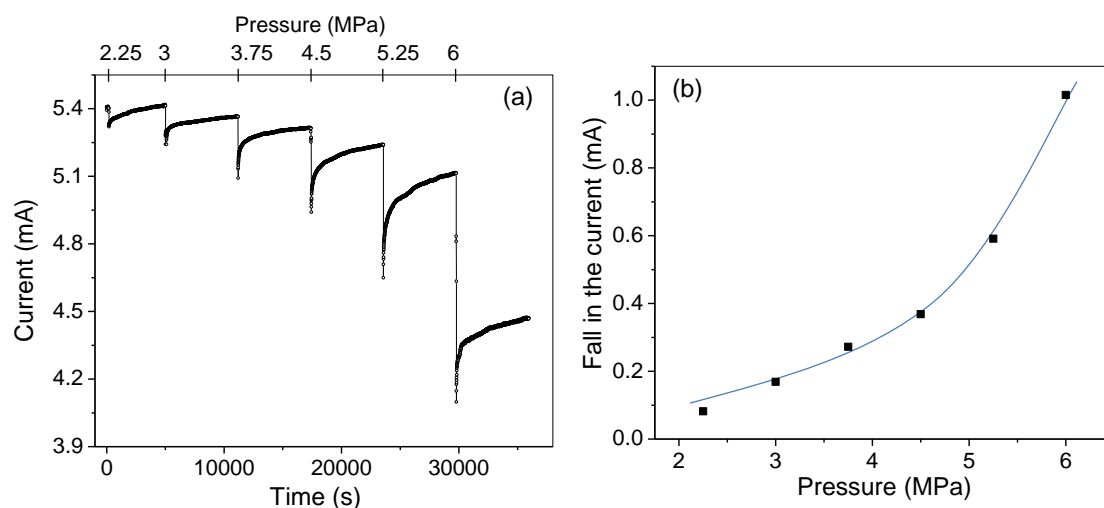 Pressure (MPa)
2.25 3 3.75 4.5 5.25 6
(a)
5.4
5.1
4.8
4.5
4.2
3.9
Current (mA)
0 10000 20000 30000
Time (s)
(b)
1.0
0.8
0.6
0.4
0.2
0.0
Fall in the current (mA)
2 3 4 5 6
Pressure (MPa)